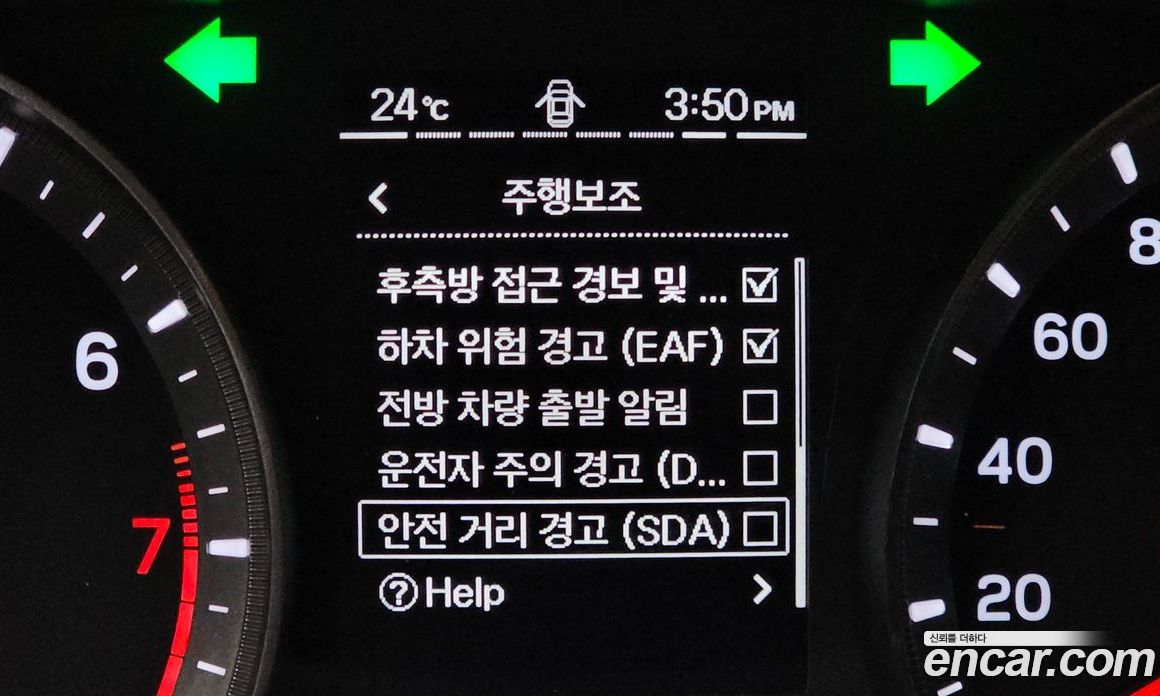 24°C 3:50 PM
주행보조
후측방 접근 경보 및 ...
하차 위험 경고 (EAF)
전방 차량 출발 알림
운전자 주의 경고 (D...
안전 거리 경고 (SDA)
? Help
6
7
8
60
40
20
신뢰를 더하다
encar.com